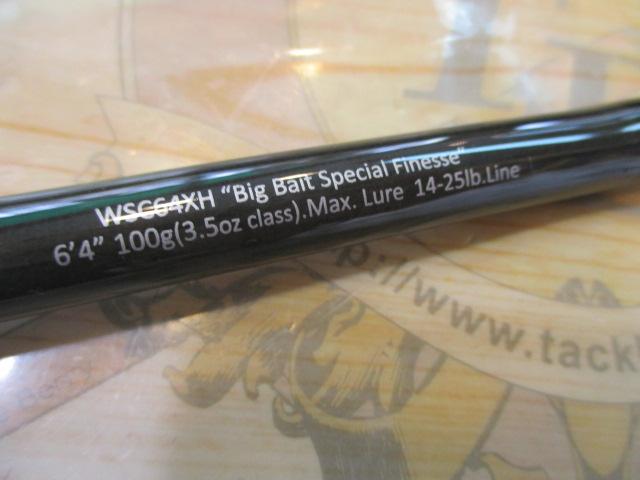 WSC64XH “Big Bait Special Finesse”
6’4” 100g(3.5oz class).Max. Lure 14-25lb.Line
p://www.tack